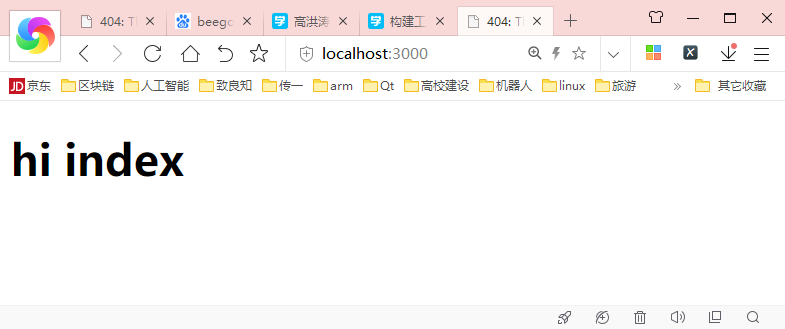 404: Tl beego 高洪涛 构建工 404: Tl
localhost:3000
JD 京东 区块链 人工智能 致良知 传一 arm Qt 高校建设 机器人 linux 旅游 » 其它收藏
hi index